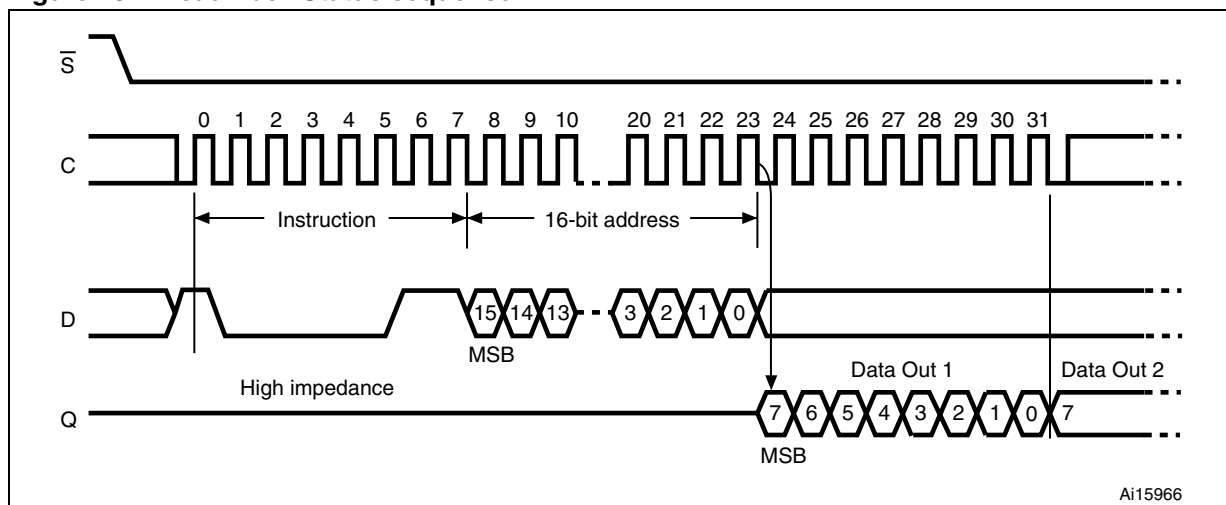 S
0 1 2 3 4 5 6 7 8 9 10 20 21 22 23 24 25 26 27 28 29 30 31
C
Instruction 16-bit address
D 15 14 13 3 2 1 0
MSB
Data Out 1 Data Out 2
High impedance
Q 7 6 5 4 3 2 1 0 7
MSB
Ai15966